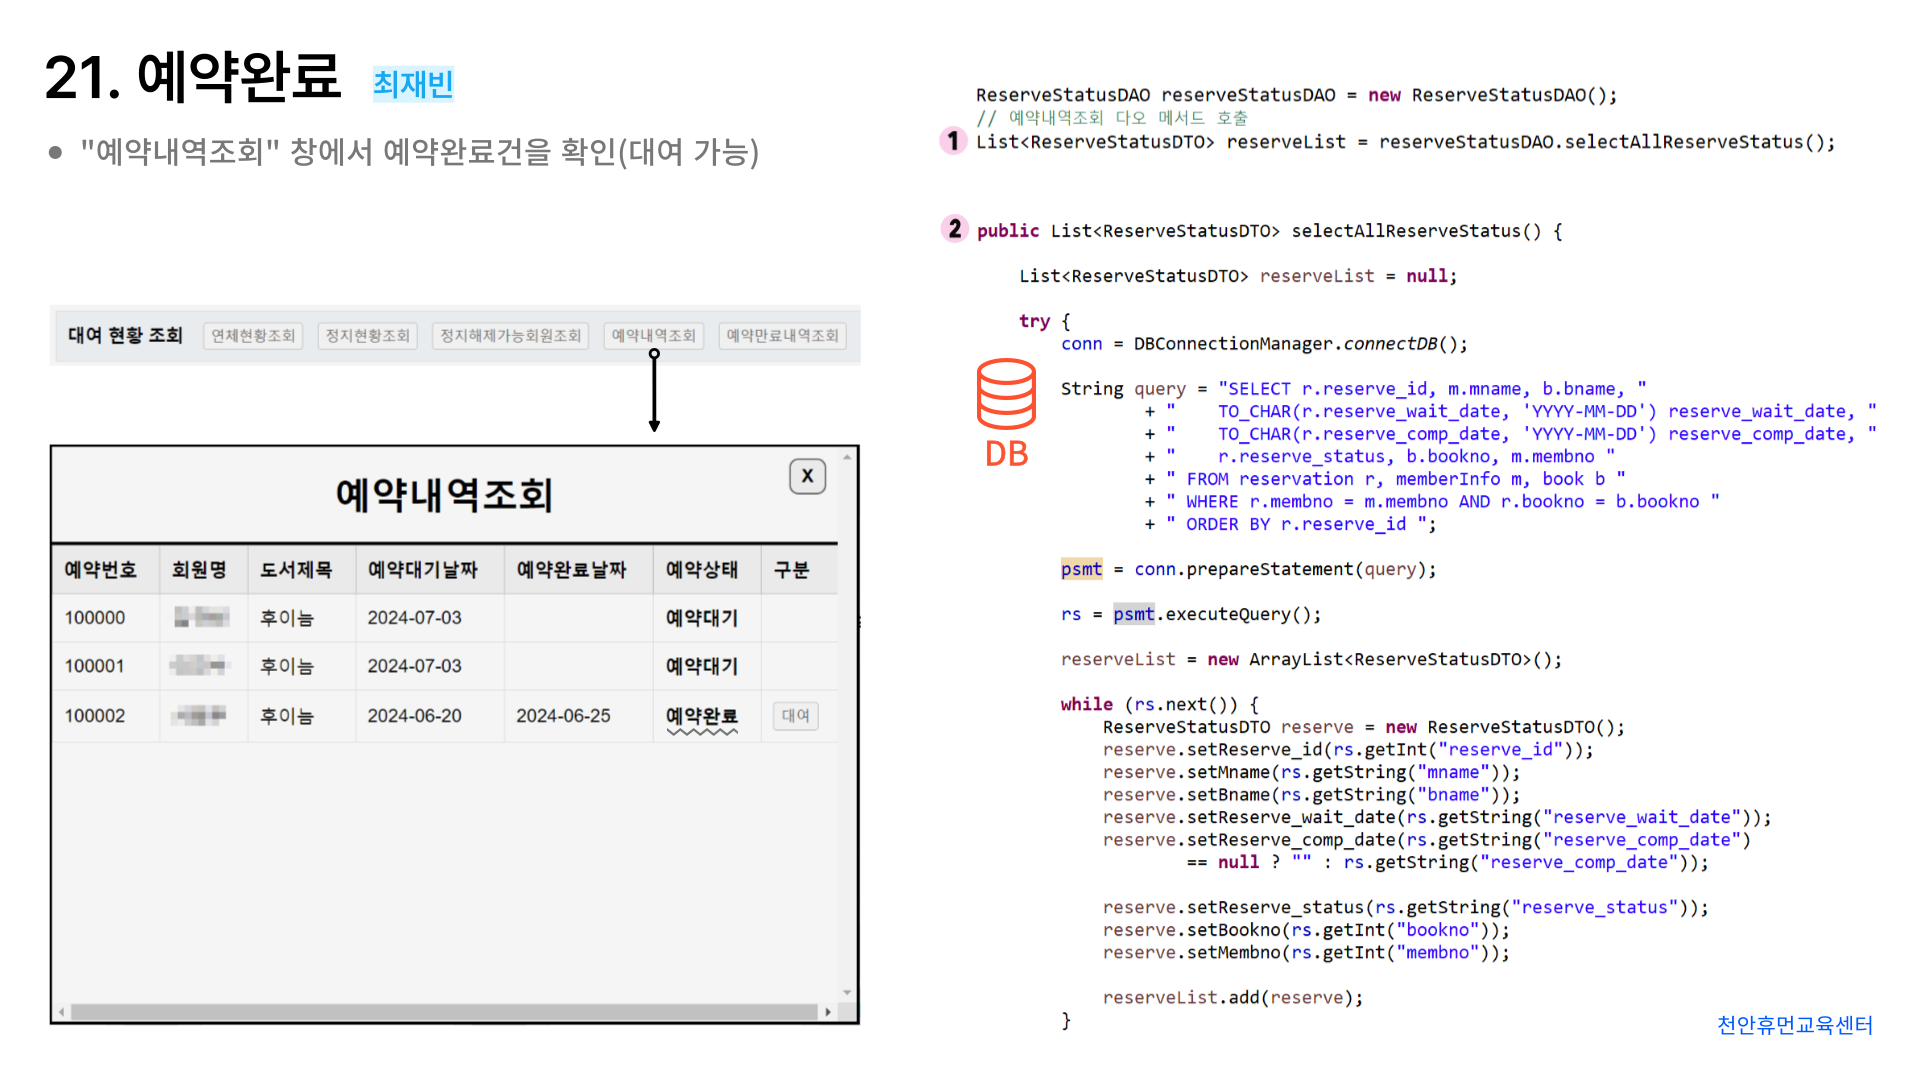 21. 예약완료 최재빈
• "예약내역조회" 창에서 예약완료건을 확인(대여 가능)
대여 현황 조회 연체현황조회 정지현황조회 정지해제가능회원조회 예약내역조회 예약만료내역조회
X
예약내역조회
예약번호 회원명 도서제목 예약대기날짜 예약완료날짜 예약상태 구분
100000 후이늠 2024-07-03 예약대기
100001 후이늠 2024-07-03 예약대기
100002 후이늠 2024-06-20 2024-06-25 예약완료 대여
ReserveStatusDAO reserveStatusDAO = new ReserveStatusDAO();
// 예약내역조회 다오 메서드 호출
1 List<ReserveStatusDTO> reserveList = reserveStatusDAO.selectAllReserveStatus();
2 public List<ReserveStatusDTO> selectAllReserveStatus() {
List<ReserveStatusDTO> reserveList = null;
try {
conn = DBConnectionManager.connectDB();
DB
String query = "SELECT r.reserve_id, m.mname, b.bname, "
+ "    TO_CHAR(r.reserve_wait_date, 'YYYY-MM-DD') reserve_wait_date, "
+ "    TO_CHAR(r.reserve_comp_date, 'YYYY-MM-DD') reserve_comp_date, "
+ "    r.reserve_status, b.bookno, m.membno "
+ " FROM reservation r, memberInfo m, book b "
+ " WHERE r.membno = m.membno AND r.bookno = b.bookno "
+ " ORDER BY r.reserve_id ";
psmt = conn.prepareStatement(query);
rs = psmt.executeQuery();
reserveList = new ArrayList<ReserveStatusDTO>();
while (rs.next()) {
ReserveStatusDTO reserve = new ReserveStatusDTO();
reserve.setReserve_id(rs.getInt("reserve_id"));
reserve.setMname(rs.getString("mname"));
reserve.setBname(rs.getString("bname"));
reserve.setReserve_wait_date(rs.getString("reserve_wait_date"));
reserve.setReserve_comp_date(rs.getString("reserve_comp_date")
== null ? "" : rs.getString("reserve_comp_date"));
reserve.setReserve_status(rs.getString("reserve_status"));
reserve.setBookno(rs.getInt("bookno"));
reserve.setMembno(rs.getInt("membno"));
reserveList.add(reserve);
}
천안휴먼교육센터